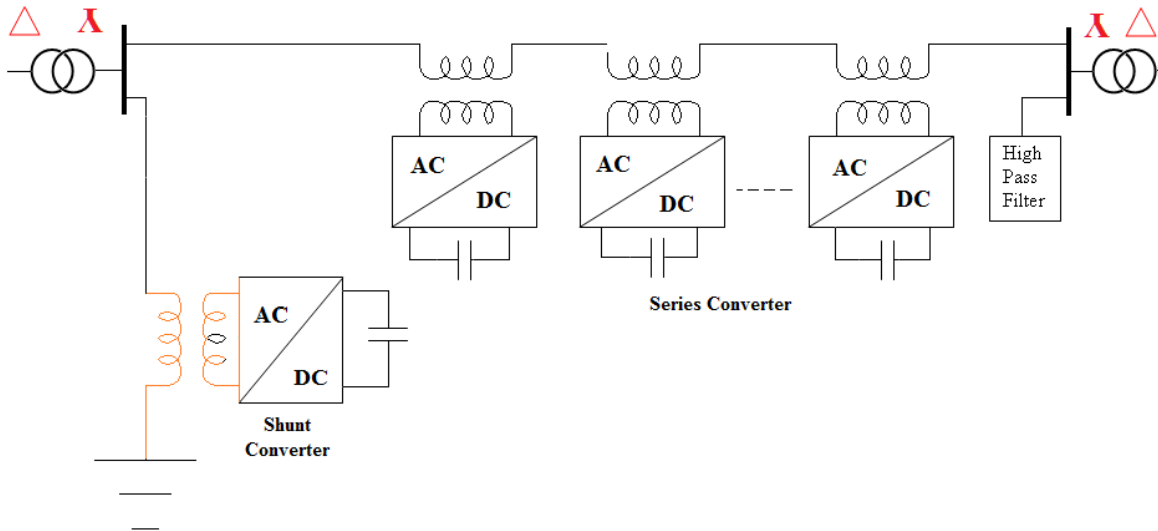 AC
DC
AC
DC
AC
DC
High
Pass
Filter
Series Converter
AC
DC
Shunt
Converter